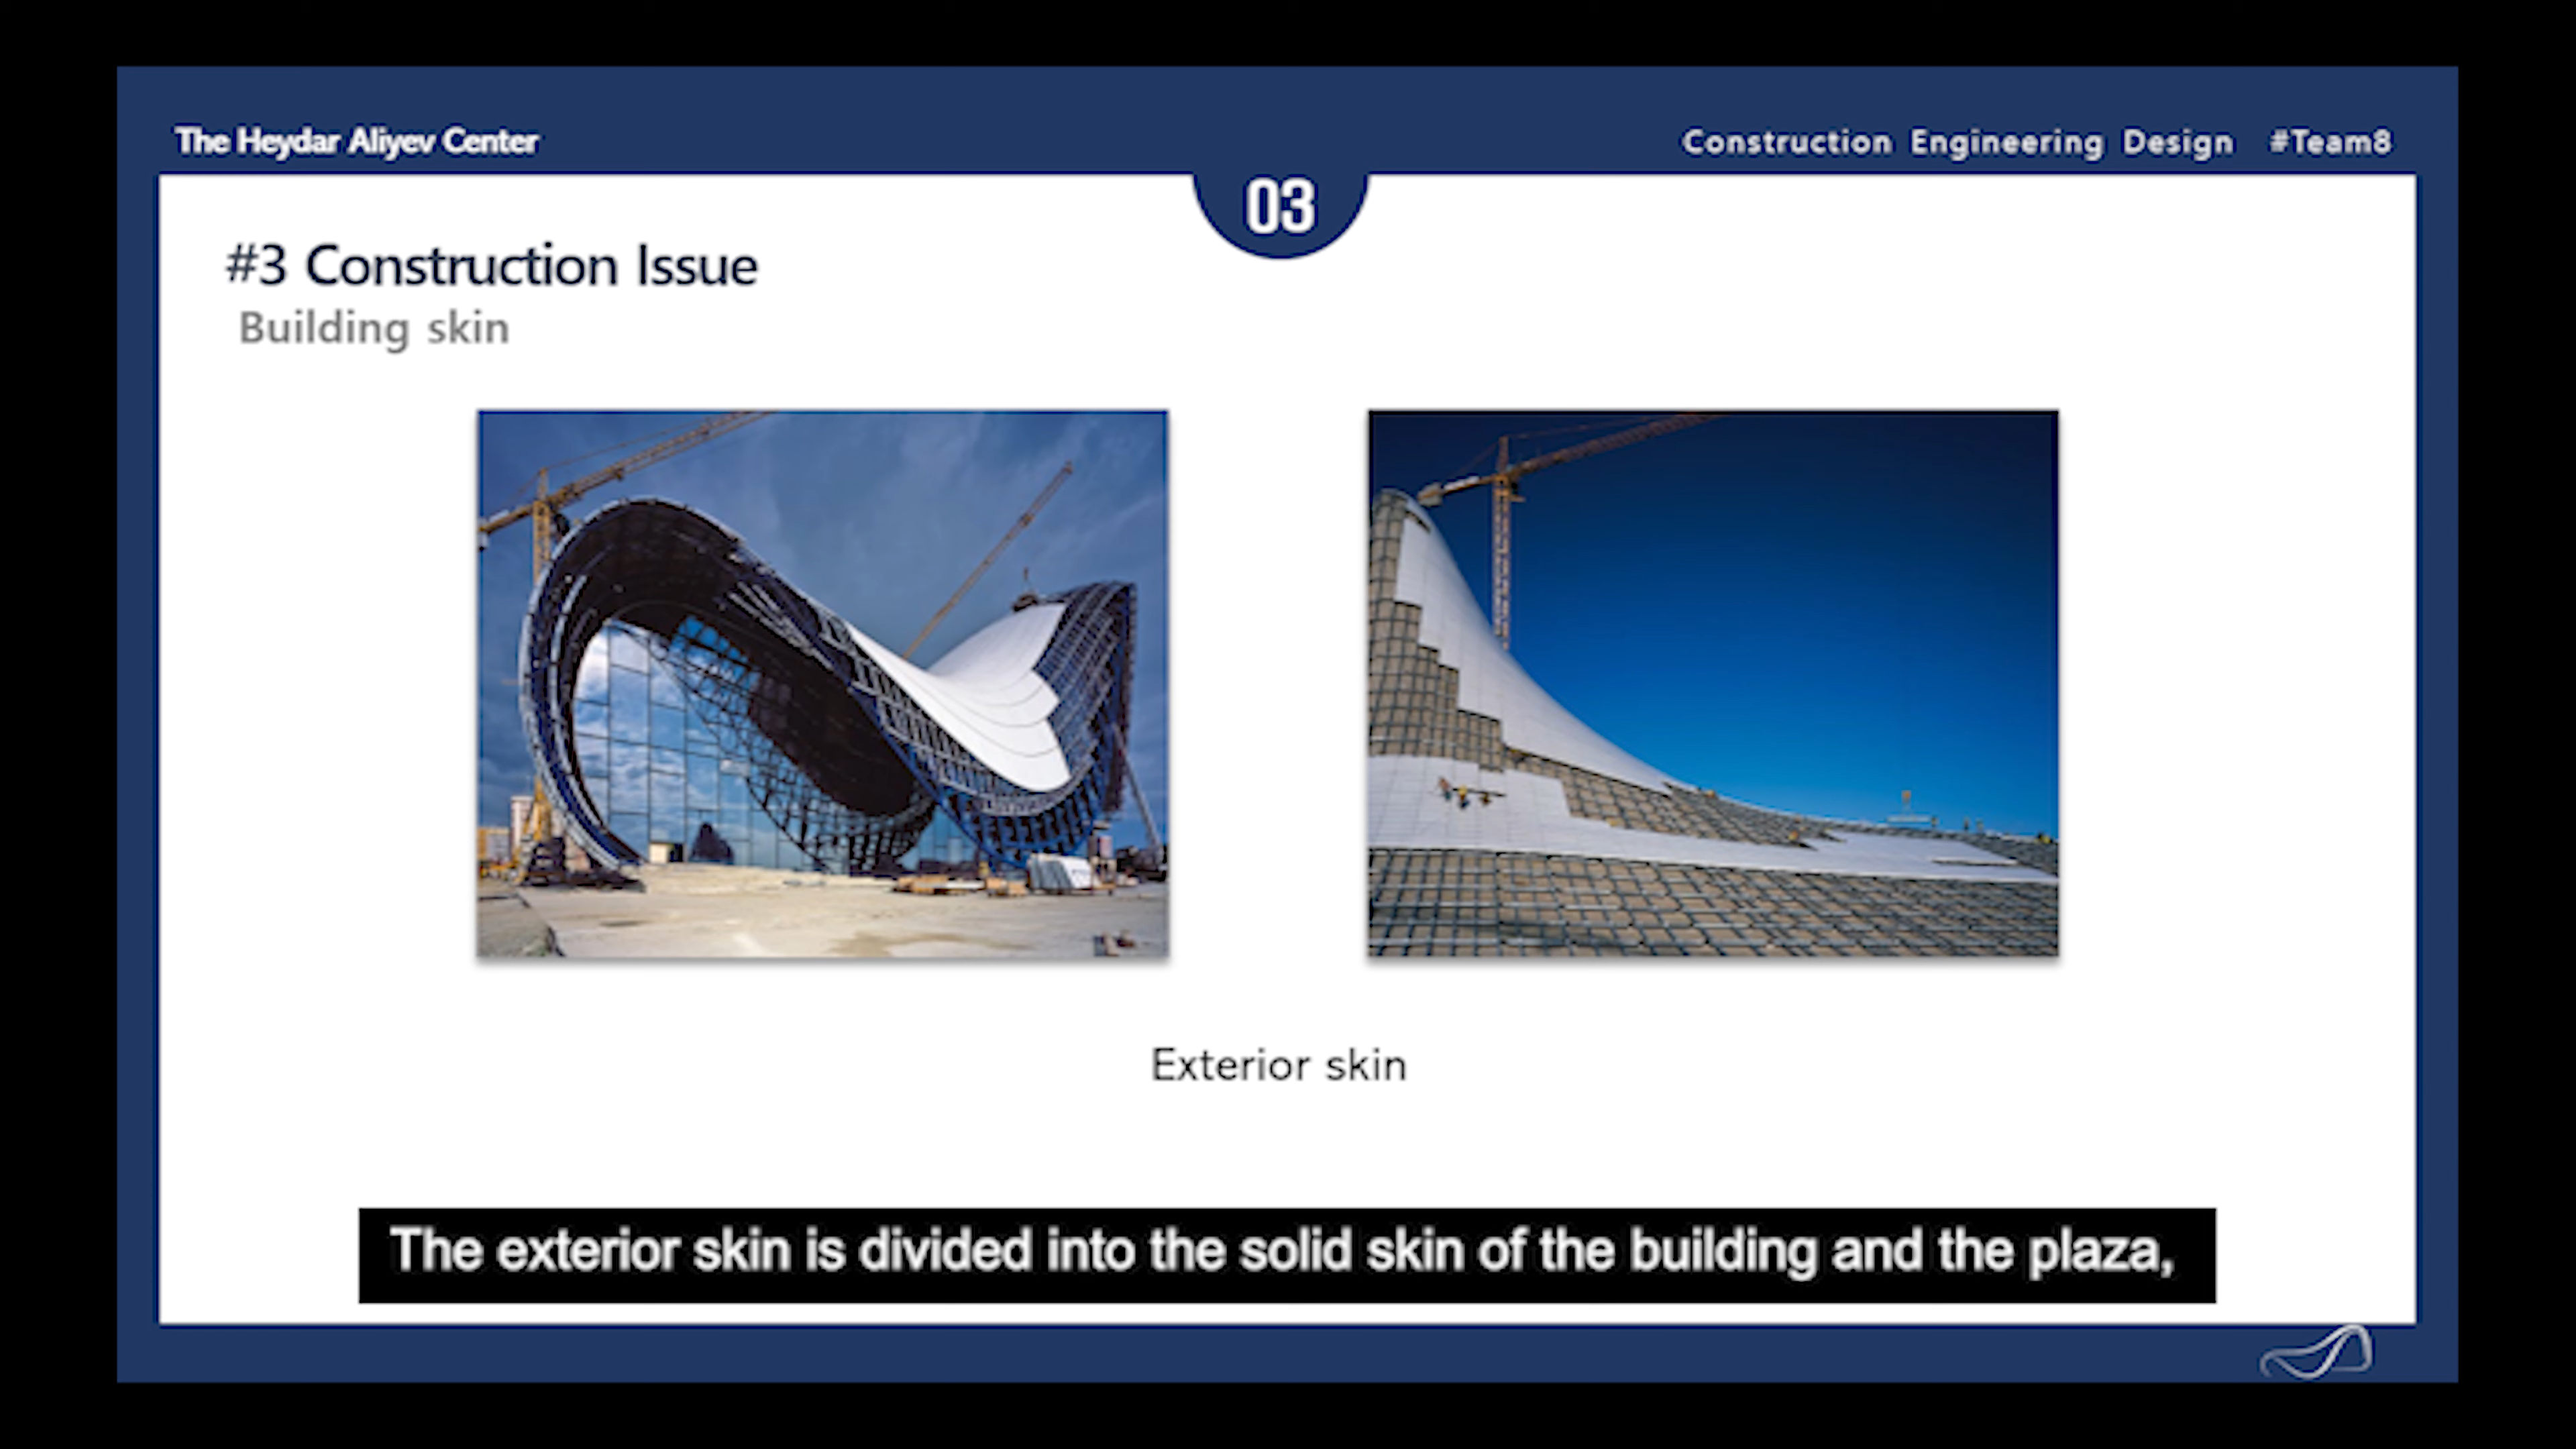 The Heydar Aliyev Center
Construction Engineering Design #Team8
03
#3 Construction Issue
Building skin
Exterior skin
The exterior skin is divided into the solid skin of the building and the plaza,